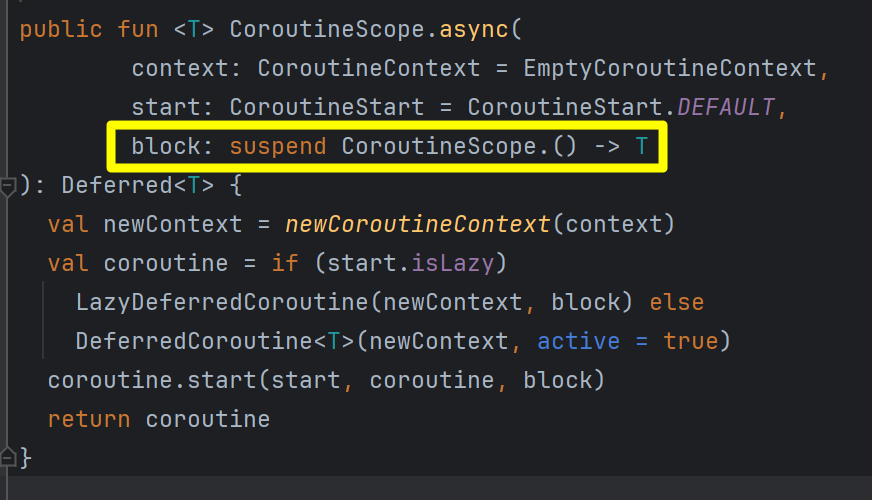 public fun <T> CoroutineScope.async(
context: CoroutineContext = EmptyCoroutineContext,
start: CoroutineStart = CoroutineStart.DEFAULT,
block: suspend CoroutineScope.() -> T
): Deferred<T> {
val newContext = newCoroutineContext(context)
val coroutine = if (start.isLazy)
LazyDeferredCoroutine(newContext, block) else
DeferredCoroutine<T>(newContext, active = true)
coroutine.start(start, coroutine, block)
return coroutine
}